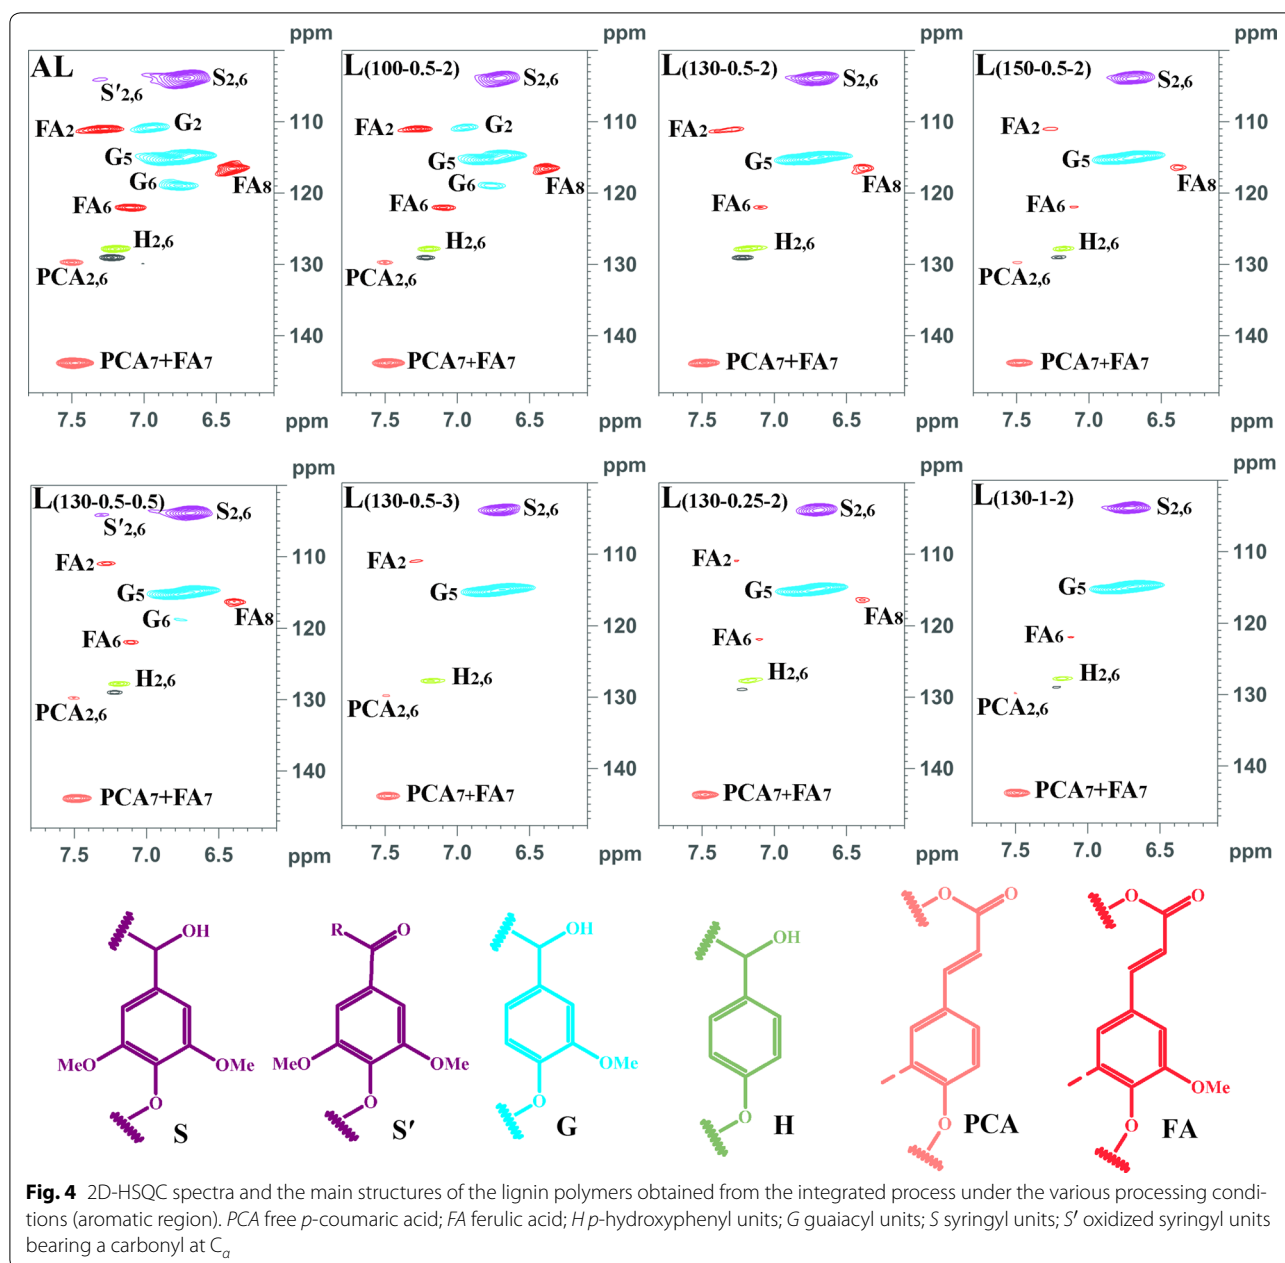 ppm ppm ppm ppm
AL L(100-0.5-2) L(130-0.5-2) L(150-0.5-2)
S2,6 S2,6 S2,6 S2,6
S′2,6
110 110 110 110
FA2 G2 FA2 G2 FA2 FA2
G5 G5 G5 G5
G6 FA8 G6 FA8 FA8 FA8
120 120 120 120
FA6 FA6 FA6 FA6
H2,6 H2,6 H2,6 H2,6
130 130 130 130
PCA2,6 PCA2,6 PCA2,6
140 140 140 140
PCA7+FA7 PCA7+FA7 PCA7+FA7 PCA7+FA7
7.5 7.0 6.5 ppm 7.5 7.0 6.5 ppm 7.5 7.0 6.5 ppm 7.5 7.0 6.5 ppm
ppm ppm ppm ppm
L(130-0.5-0.5) L(130-0.5-3) L(130-0.25-2) L(130-1-2)
S2,6 S2,6 S2,6 S2,6
S′2,6
110 110 110 110
FA2 FA2 FA2
G5 G5 G5 G5
G6 FA8 FA8
120 120 120 120
FA6 FA6 FA6
H2,6 H2,6 H2,6 H2,6
130 130 130 130
PCA2,6 PCA2,6 PCA2,6
140 140 140 140
PCA7+FA7 PCA7+FA7 PCA7+FA7 PCA7+FA7
7.5 7.0 6.5 ppm 7.5 7.0 6.5 ppm 7.5 7.0 6.5 ppm 7.5 7.0 6.5 ppm
OH R O OH OH O O O O
MeO OMe MeO OMe OMe OMe
O O O O O O
S S′ G H PCA FA
Fig. 4 2D-HSQC spectra and the main structures of the lignin polymers obtained from the integrated process under the various processing condi-
tions (aromatic region). PCA free p-coumaric acid; FA ferulic acid; H p-hydroxyphenyl units; G guaiacyl units; S syringyl units; S′ oxidized syringyl units
bearing a carbonyl at Cα